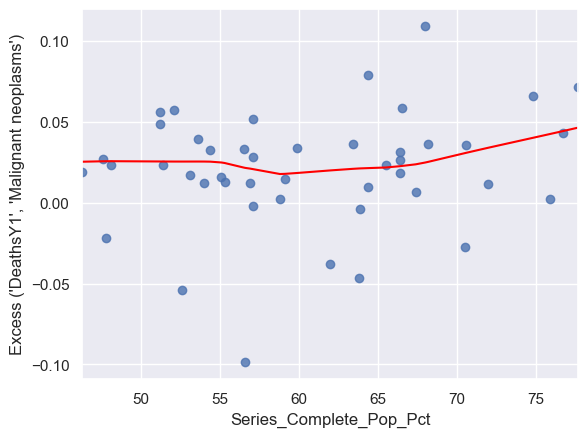 Excess ('DeathsY1', 'Malignant neoplasms')
0.10
0.05
0.00
−0.05
−0.10
50 55 60 65 70 75
Series_Complete_Pop_Pct